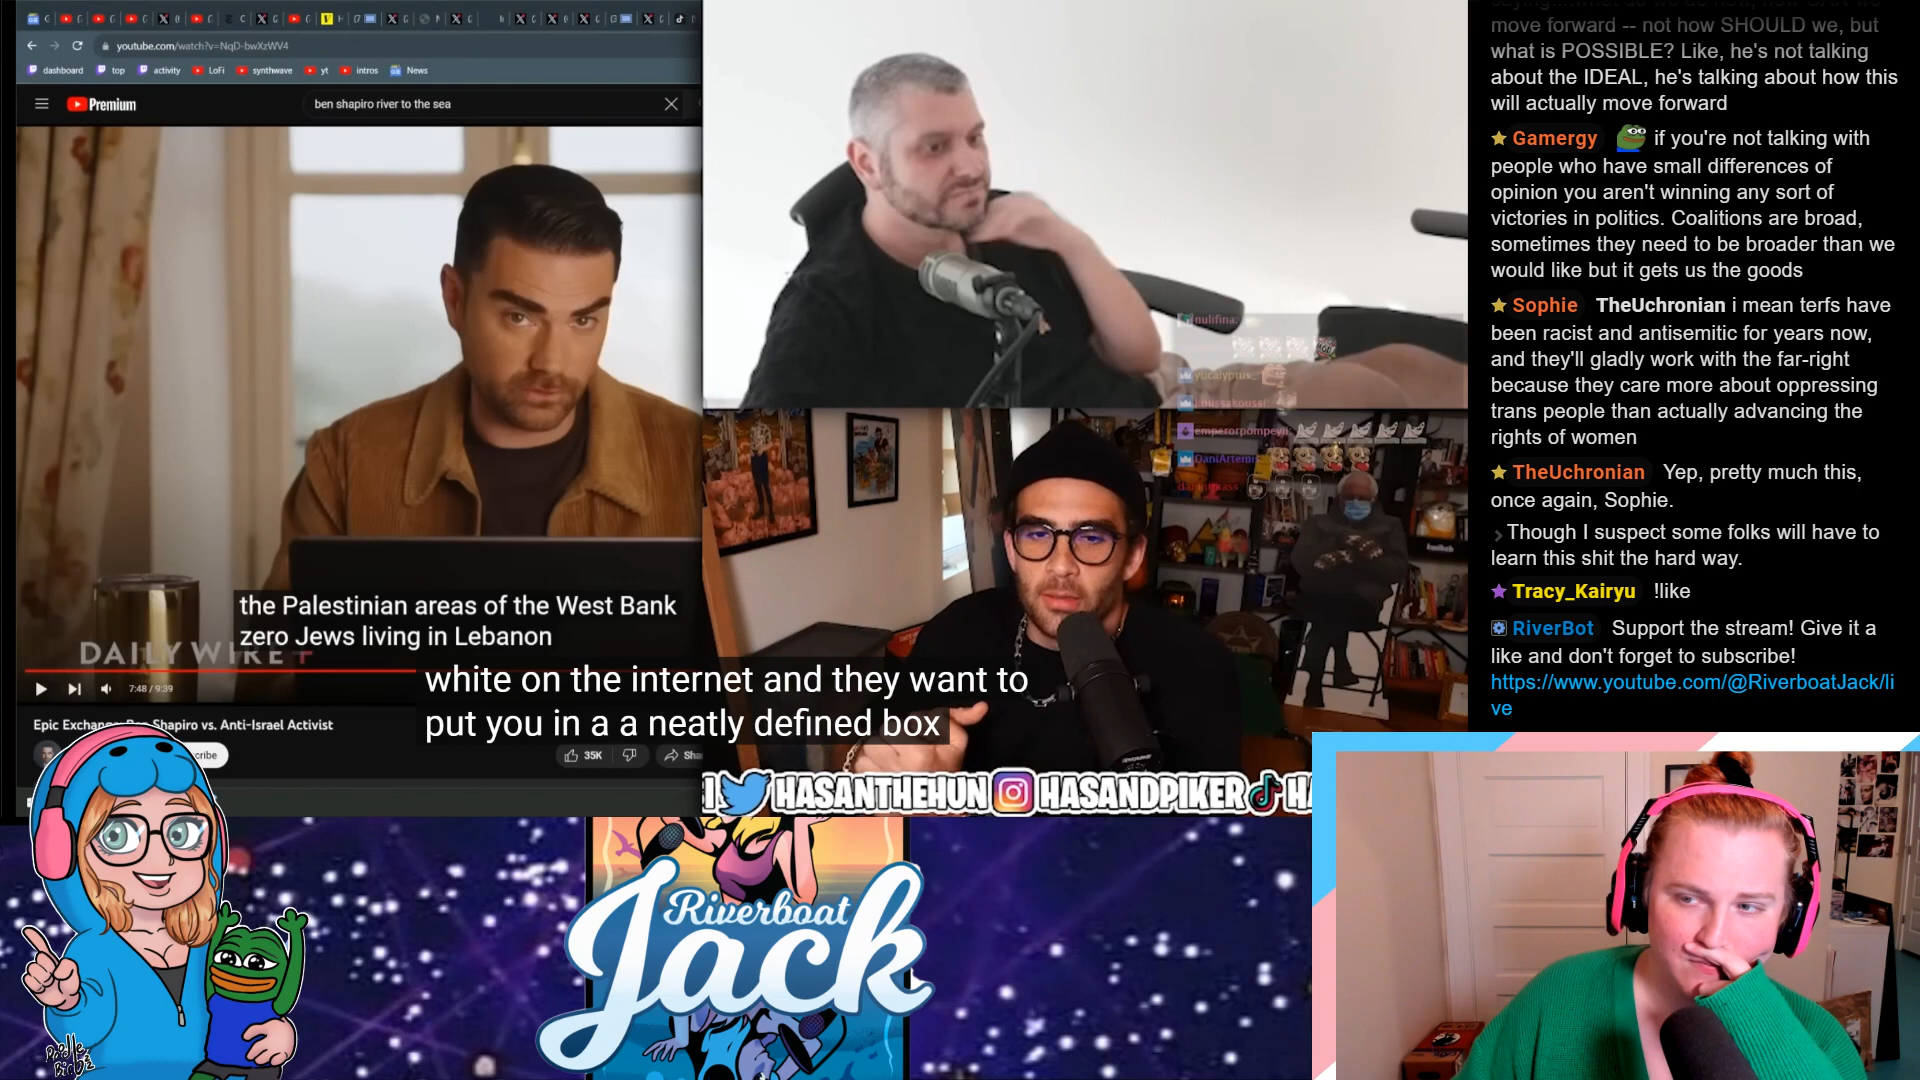 youtube.com/watch?v=NqD-bwXzWV4
dashboard top activity LoFi synthwave yt intros News
Premium
ben shapiro river to the sea
DAILY WIRE+
the Palestinian areas of the West Bank
zero Jews living in Lebanon
white on the internet and they want to
put you in a a neatly defined box
7:48 / 9:39
Shapiro vs. Anti-Israel Activist
35K
nulifina:
yucalyptus_
koussakoussi:
emperorpompeyii:
DaniArtemis
HASANTHEHUN HASANDPIKER
Riverboat
Jack
move forward -- not how SHOULD we, but
what is POSSIBLE? Like, he's not talking
about the IDEAL, he's talking about how this
will actually move forward
Gamergy if you're not talking with
people who have small differences of
opinion you aren't winning any sort of
victories in politics. Coalitions are broad,
sometimes they need to be broader than we
would like but it gets us the goods
Sophie TheUchronian i mean terfs have
been racist and antisemitic for years now,
and they'll gladly work with the far-right
because they care more about oppressing
trans people than actually advancing the
rights of women
TheUchronian Yep, pretty much this,
once again, Sophie.
Though I suspect some folks will have to
learn this shit the hard way.
Tracy_Kairyu !like
RiverBot Support the stream! Give it a
like and don't forget to subscribe!
https://www.youtube.com/@RiverboatJack/li
ve